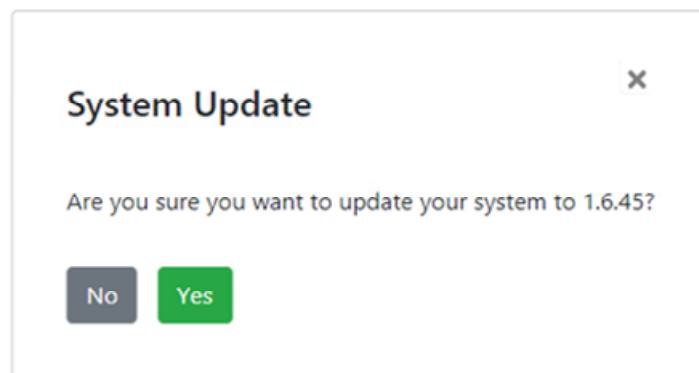 System Update
Are you sure you want to update your system to 1.6.45?
No Yes